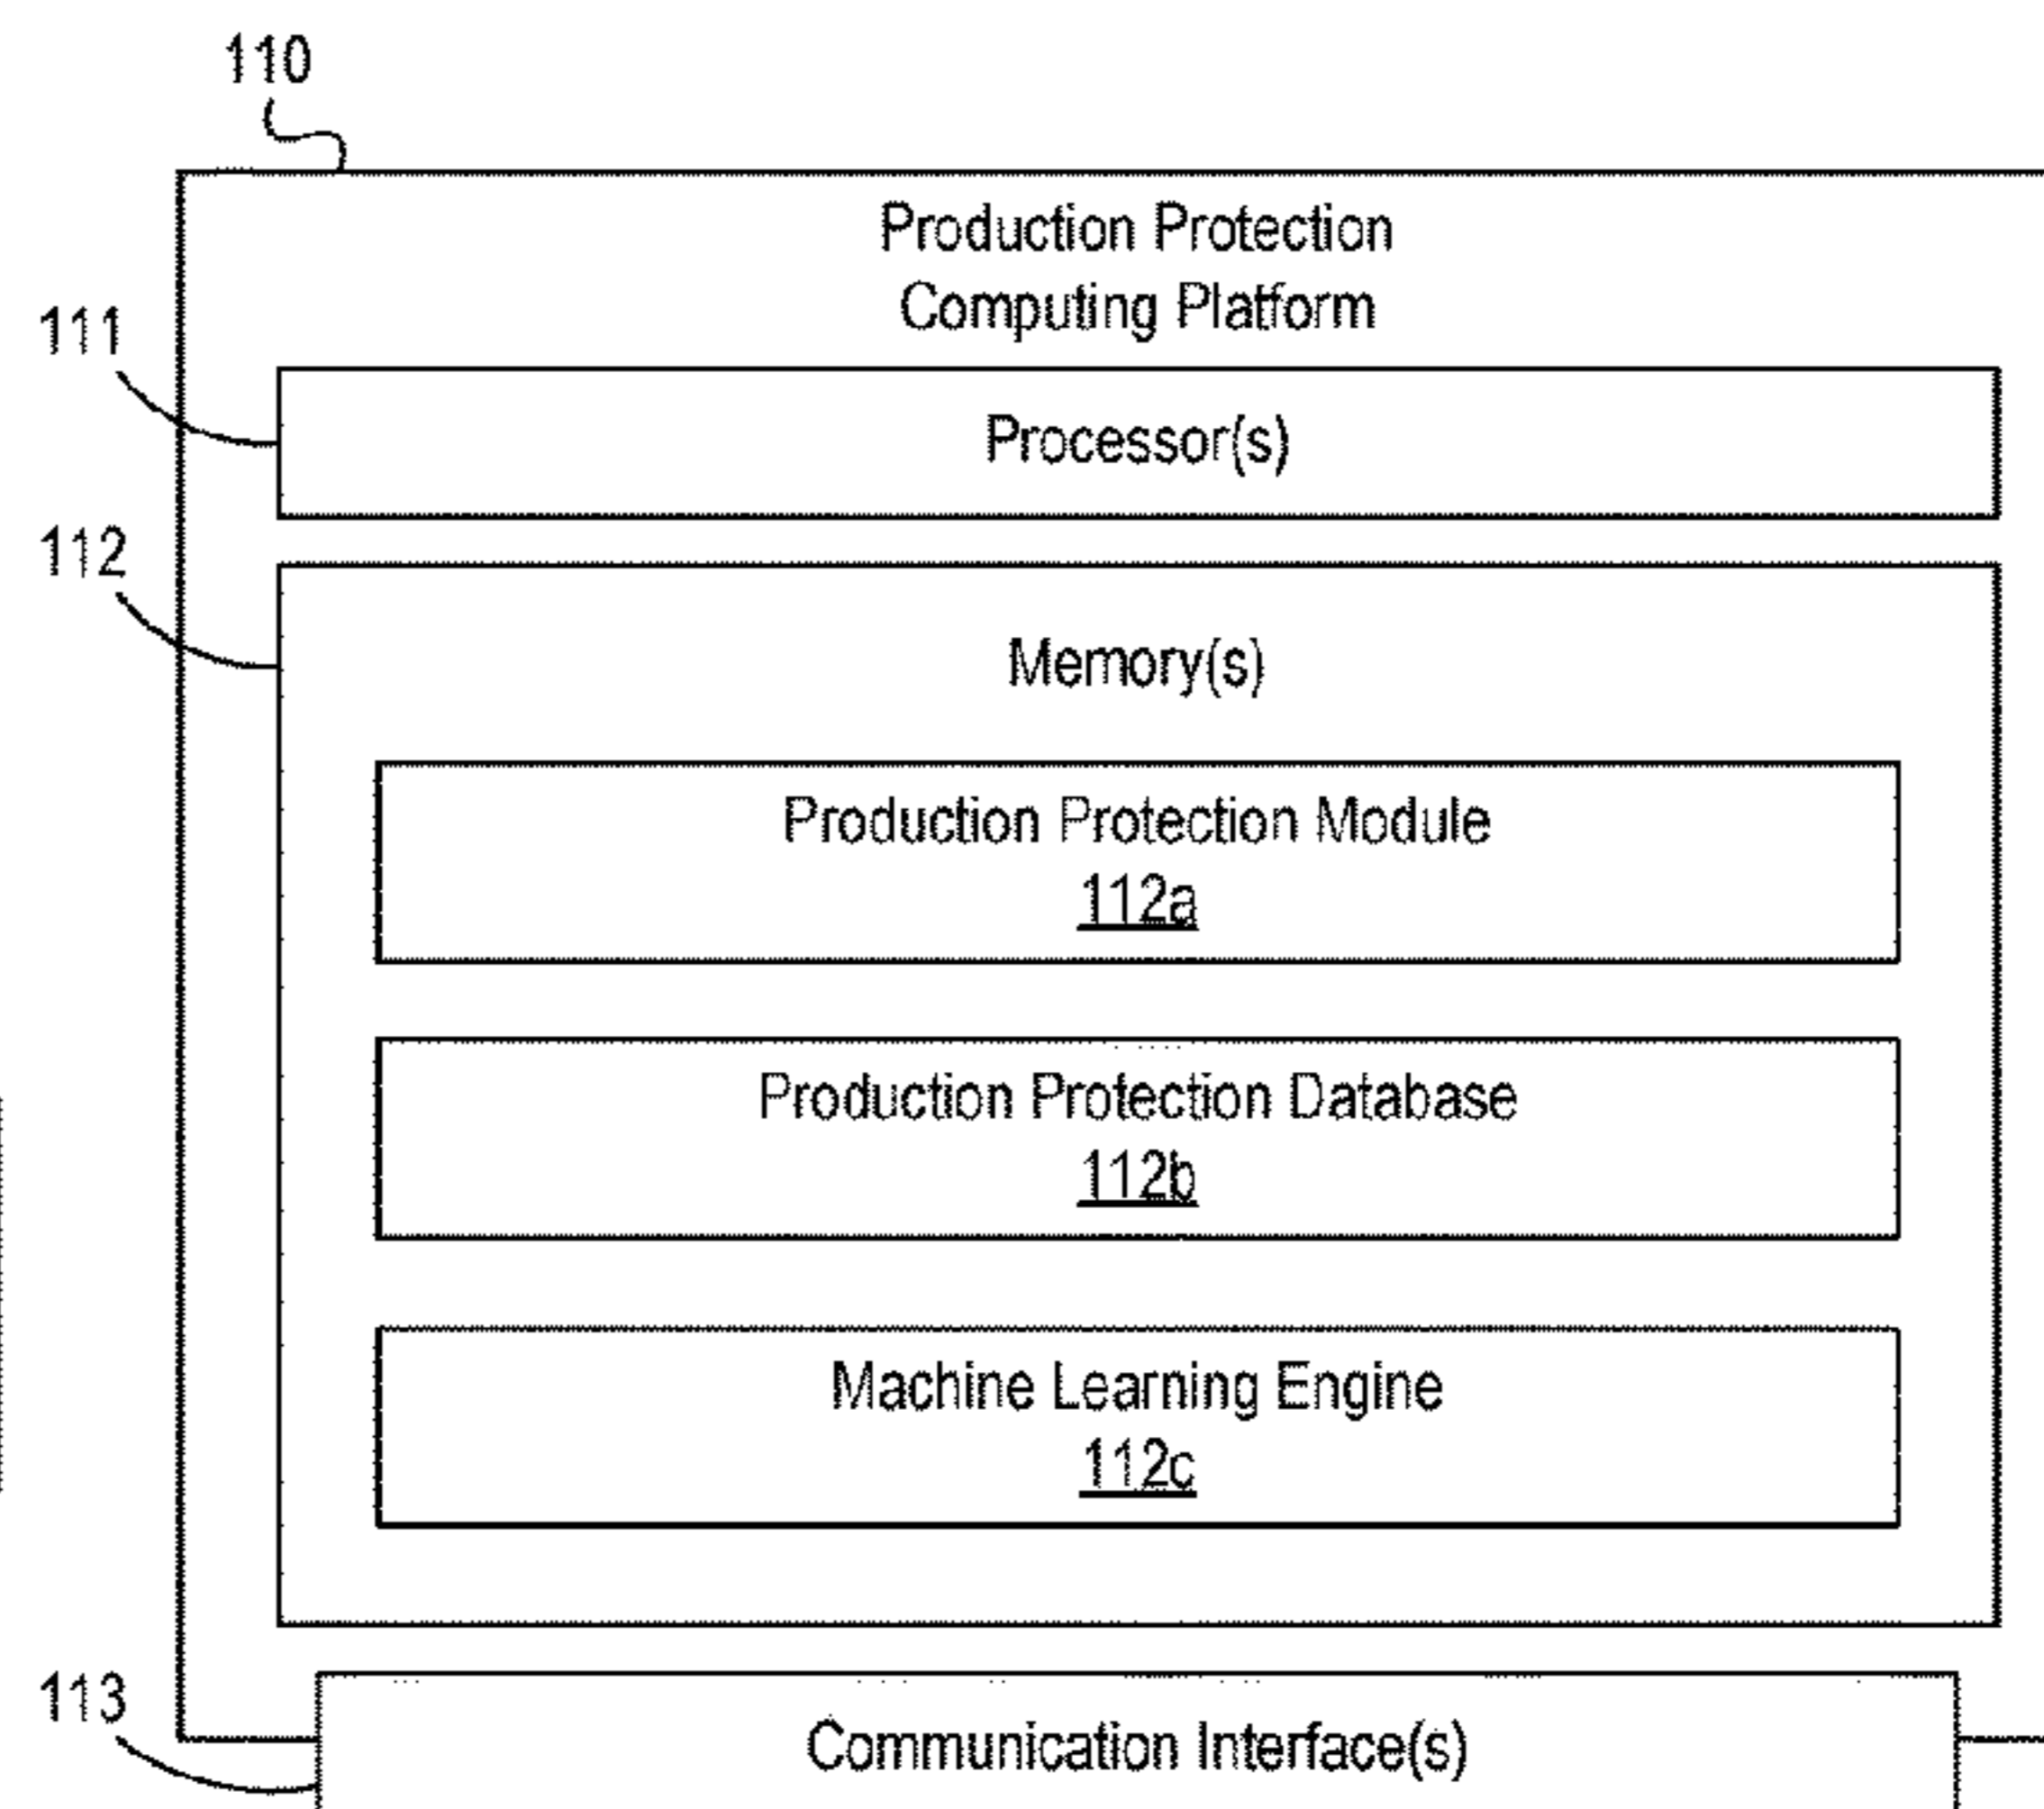 110
Production Protection
Computing Platform
111
Processor(s)
112
Memory(s)
Production Protection Module
112a
Production Protection Database
112b
Machine Learning Engine
112c
113
Communication Interface(s)